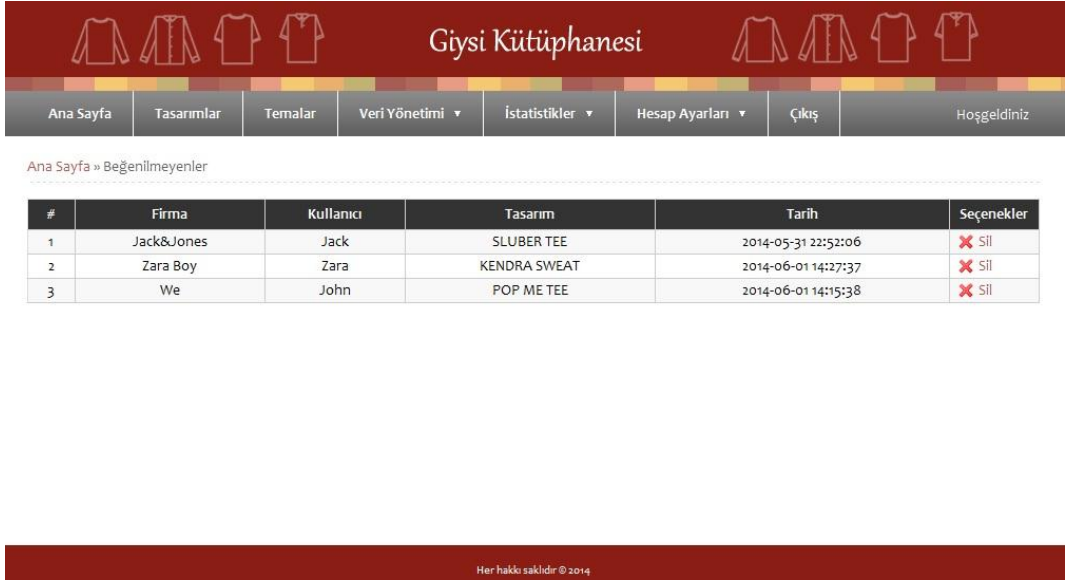 Giysi Kütüphanesi
Ana Sayfa Tasarımlar Temalar Veri Yönetimi ▼ İstatistikler ▼ Hesap Ayarları ▼ Çıkış Hoşgeldiniz
Ana Sayfa » Beğenilmeyenler
# Firma Kullanıcı Tasarım Tarih Seçenekler
1 Jack&Jones Jack SLUBER TEE 2014-05-31 22:52:06 Sil
2 Zara Boy Zara KENDRA SWEAT 2014-06-01 14:27:37 Sil
3 We John POP ME TEE 2014-06-01 14:15:38 Sil
Her hakkı saklıdır © 2014